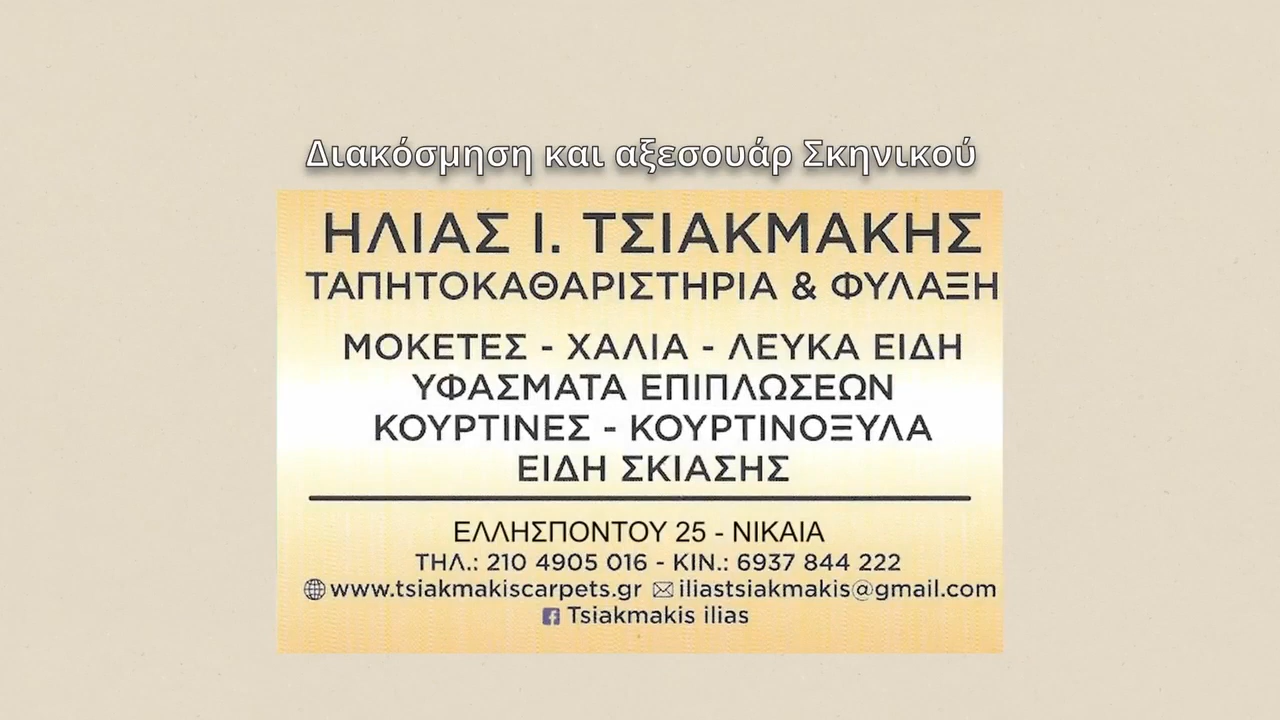 Διακόσμηση και αξεσουάρ Σκηνικού
ΗΛΙΑΣ Ι. ΤΣΙΑΚΜΑΚΗΣ
ΤΑΠΗΤΟΚΑΘΑΡΙΣΤΗΡΙΑ & ΦΥΛΑΞΗ
ΜΟΚΕΤΕΣ - ΧΑΛΙΑ - ΛΕΥΚΑ ΕΙΔΗ
ΥΦΑΣΜΑΤΑ ΕΠΙΠΛΩΣΕΩΝ
ΚΟΥΡΤΙΝΕΣ - ΚΟΥΡΤΙΝΟΞΥΛΑ
ΕΙΔΗ ΣΚΙΑΣΗΣ
ΕΛΛΗΣΠΟΝΤΟΥ 25 - ΝΙΚΑΙΑ
ΤΗΛ.: 210 4905 016 - ΚΙΝ.: 6937 844 222
www.tsiakmakiscarpets.gr iliastsiakmakis@gmail.com
Tsiakmakis ilias